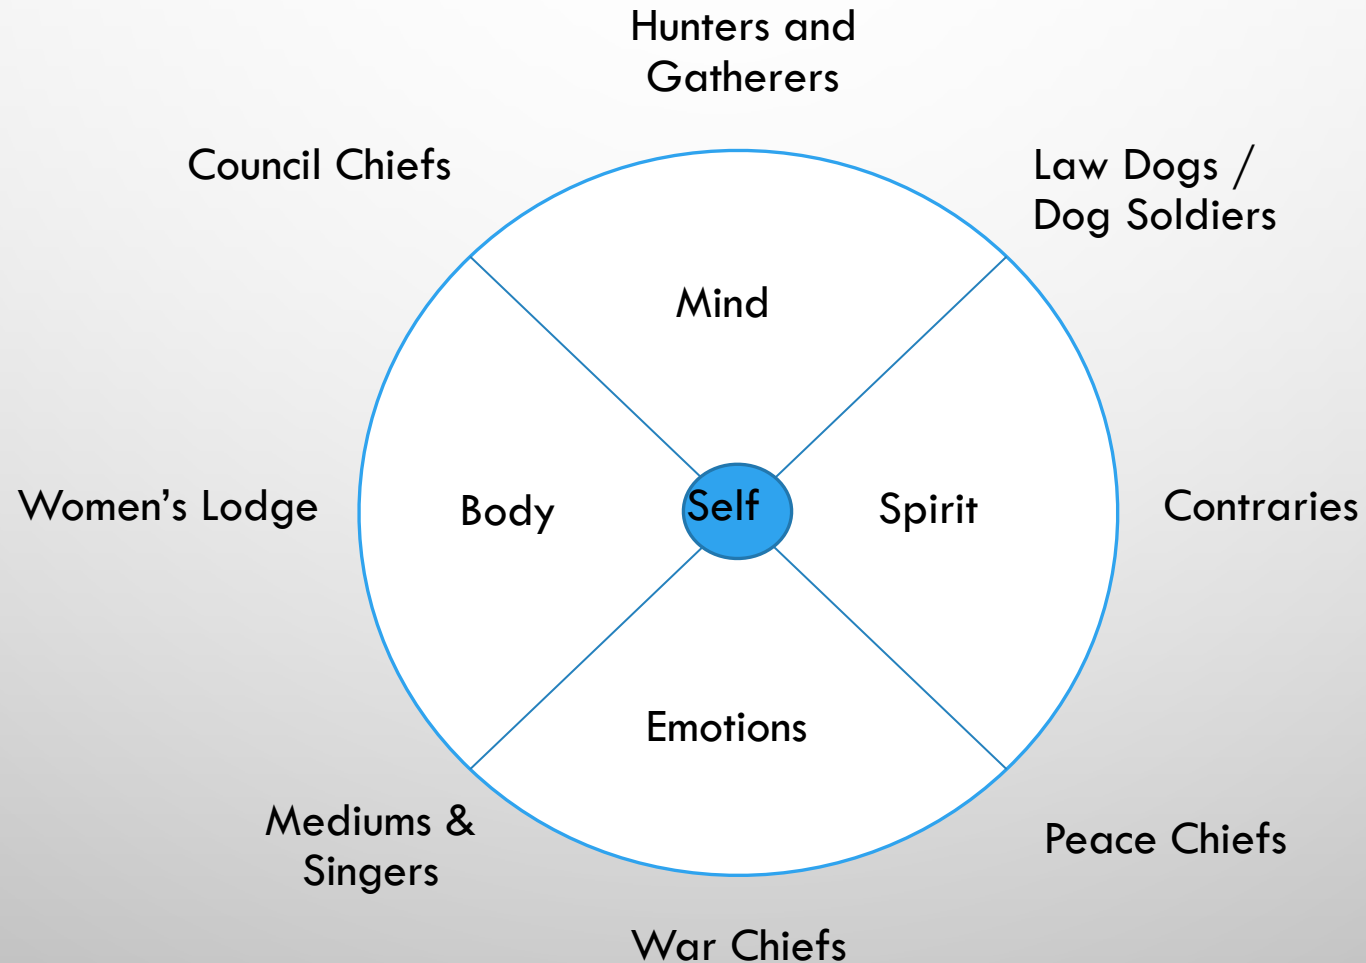 Hunters and
Gatherers
Council Chiefs
Law Dogs /
Dog Soldiers
Mind
Women’s Lodge
Body
Self
Spirit
Contraries
Emotions
Mediums &
Singers
Peace Chiefs
War Chiefs